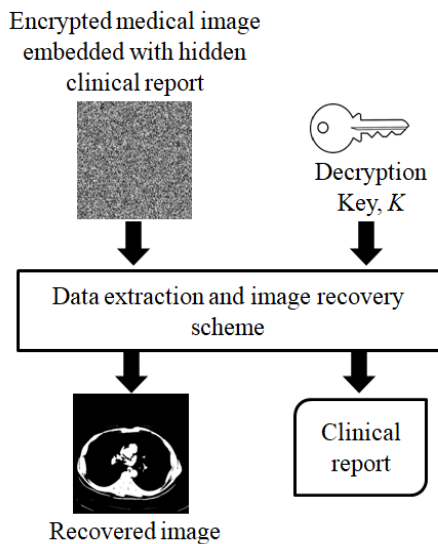 Encrypted medical image
embedded with hidden
clinical report
Decryption
Key, K
Data extraction and image recovery
scheme
Clinical
report
Recovered image